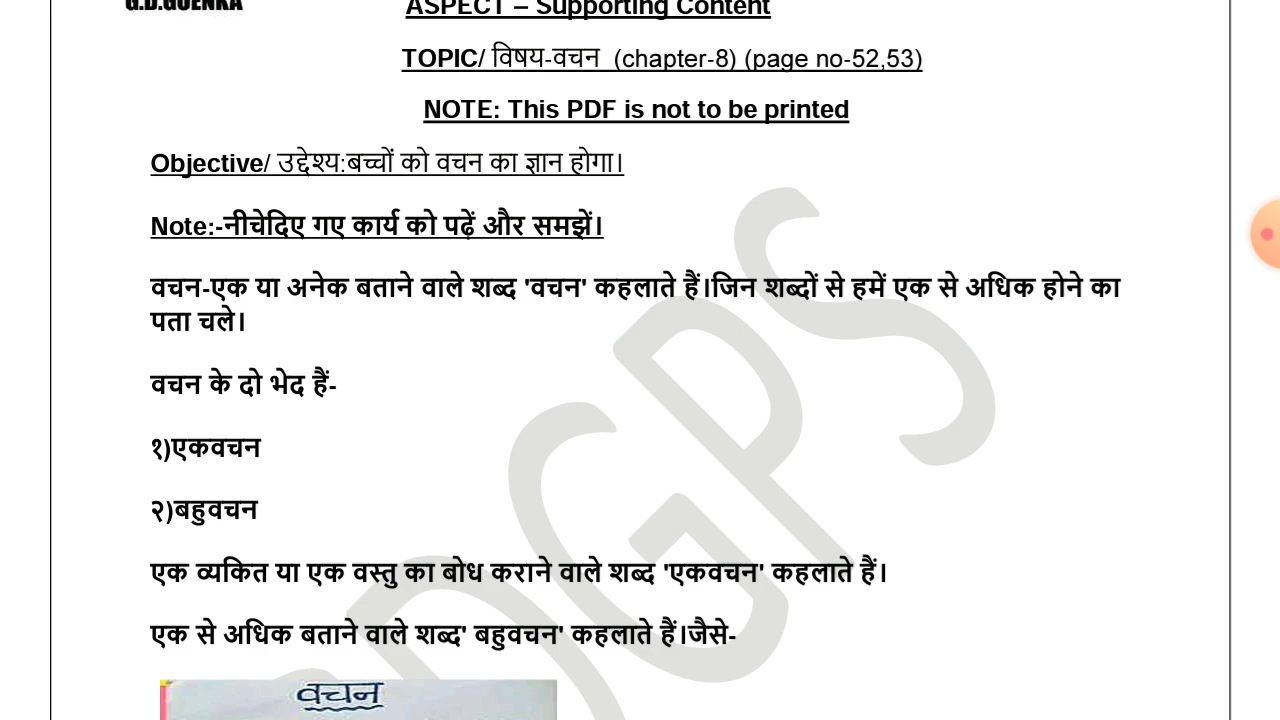 G.D.GOENKA
ASPECT – Supporting Content
TOPIC/ विषय-वचन (chapter-8) (page no-52,53)
NOTE: This PDF is not to be printed
Objective/ उद्देश्य:बच्चों को वचन का ज्ञान होगा।
Note:-नीचेदिए गए कार्य को पढ़ें और समझें।
वचन-एक या अनेक बताने वाले शब्द 'वचन' कहलाते हैं।जिन शब्दों से हमें एक से अधिक होने का
पता चले।
वचन के दो भेद हैं-
१)एकवचन
२)बहुवचन
एक व्यकित या एक वस्तु का बोध कराने वाले शब्द 'एकवचन' कहलाते हैं।
एक से अधिक बताने वाले शब्द' बहुवचन' कहलाते हैं।जैसे-
वचन
DGPS